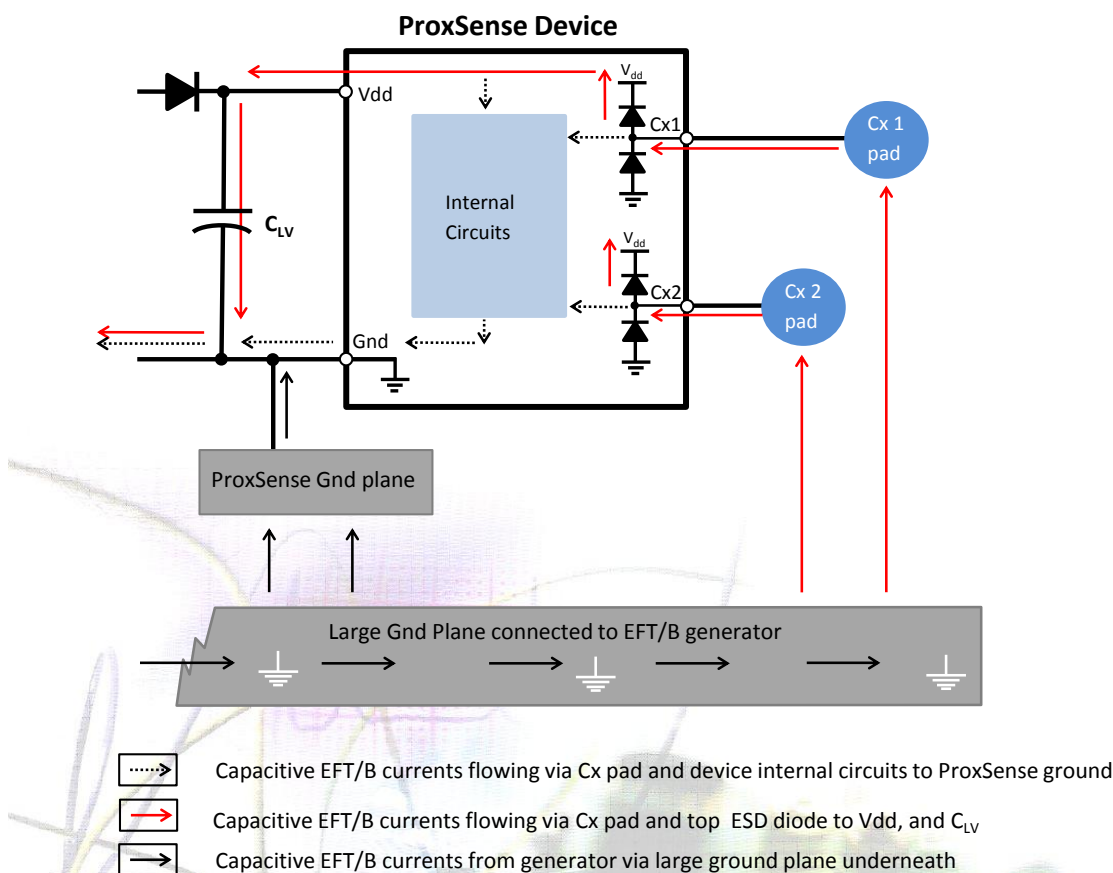 ProxSense Device
Vdd
Vdd
Cx1
Cx 1
pad
Internal
Circuits
CLV
Vdd
Cx2
Cx 2
pad
Gnd
ProxSense Gnd plane
Large Gnd Plane connected to EFT/B generator
Capacitive EFT/B currents flowing via Cx pad and device internal circuits to ProxSense ground
Capacitive EFT/B currents flowing via Cx pad and top ESD diode to Vdd, and CLV
Capacitive EFT/B currents from generator via large ground plane underneath